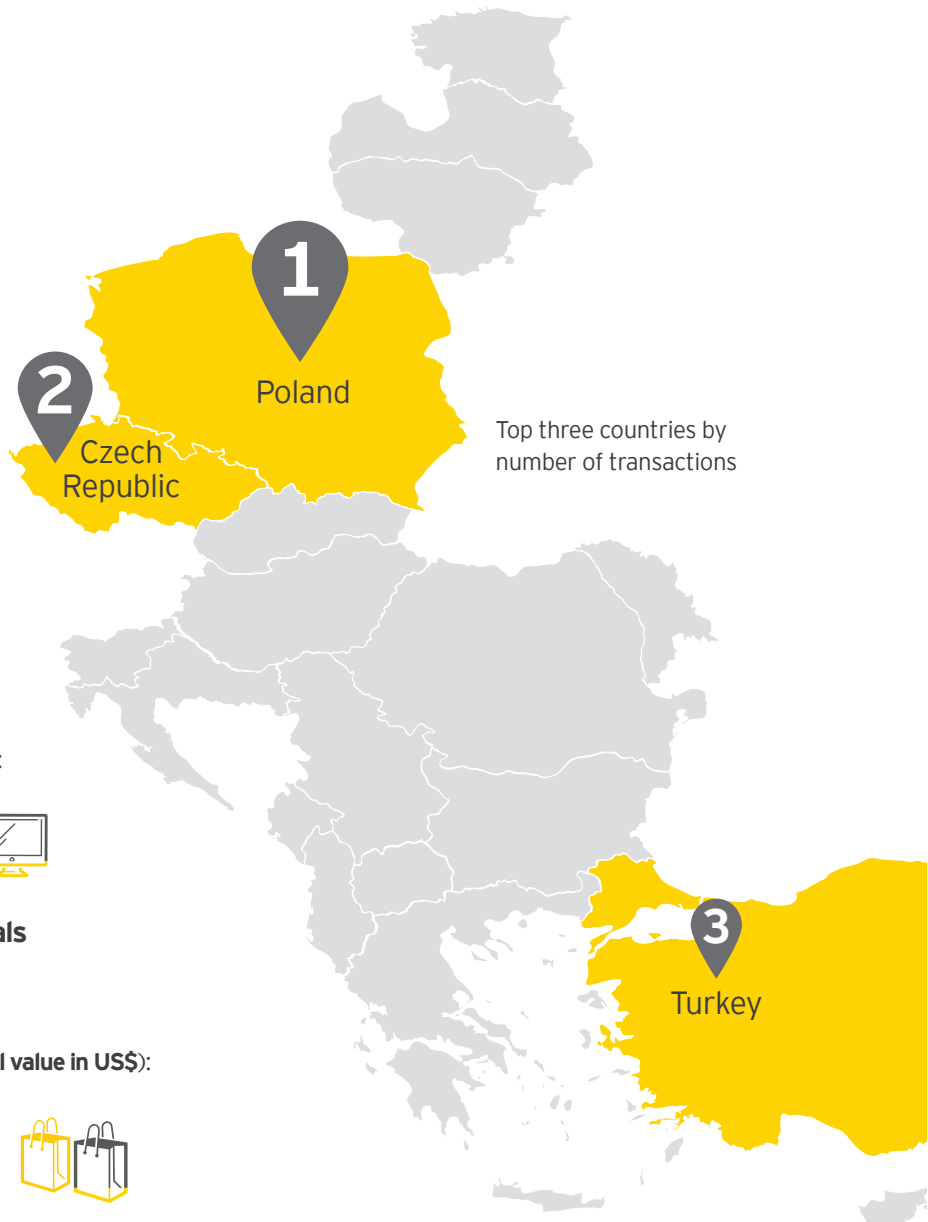 1
Poland
2
Czech
Republic
Top three countries by
number of transactions
:
als
3
Turkey
l value in US$):